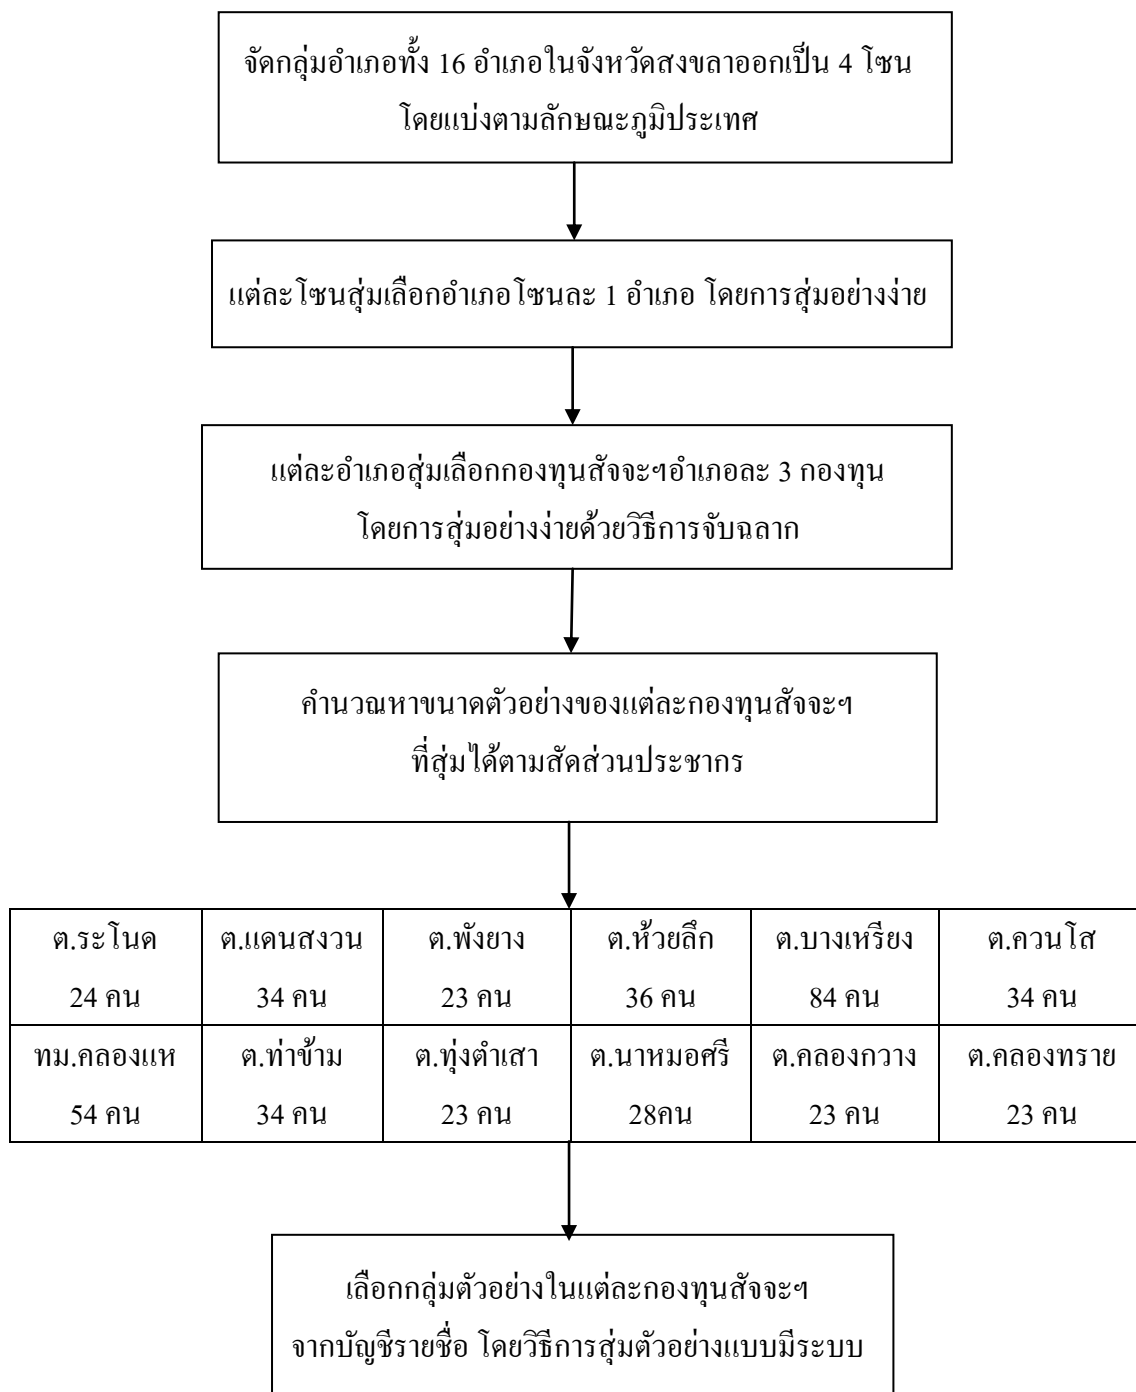 จัดกลุ่มอำเภอทั้ง 16 อำเภอในจังหวัดสงขลาออกเป็น 4 โซน
โดยแบ่งตามลักษณะภูมิประเทศ
แต่ละโซนสุ่มเลือกอำเภอโซนละ 1 อำเภอ โดยการสุ่มอย่างง่าย
แต่ละอำเภอสุ่มเลือกกองทุนสัจจะฯอำเภอละ 3 กองทุน
โดยการสุ่มอย่างง่ายด้วยวิธีการจับฉลาก
คำนวณหาขนาดตัวอย่างของแต่ละกองทุนสัจจะฯ
ที่สุ่มได้ตามสัดส่วนประชากร
ต.ระโนด ต.แดนสงวน ต.พังยาง ต.ห้วยลึก ต.บางเหรียง ต.ควนโส
24 คน 34 คน 23 คน 36 คน 84 คน 34 คน
ทม.คลองแห ต.ท่าข้าม ต.ทุ่งตำเสา ต.นาหมอศรี ต.คลองกวาง ต.คลองทราย
54 คน 34 คน 23 คน 28คน 23 คน 23 คน
เลือกกลุ่มตัวอย่างในแต่ละกองทุนสัจจะฯ
จากบัญชีรายชื่อ โดยวิธีการสุ่มตัวอย่างแบบมีระบบ